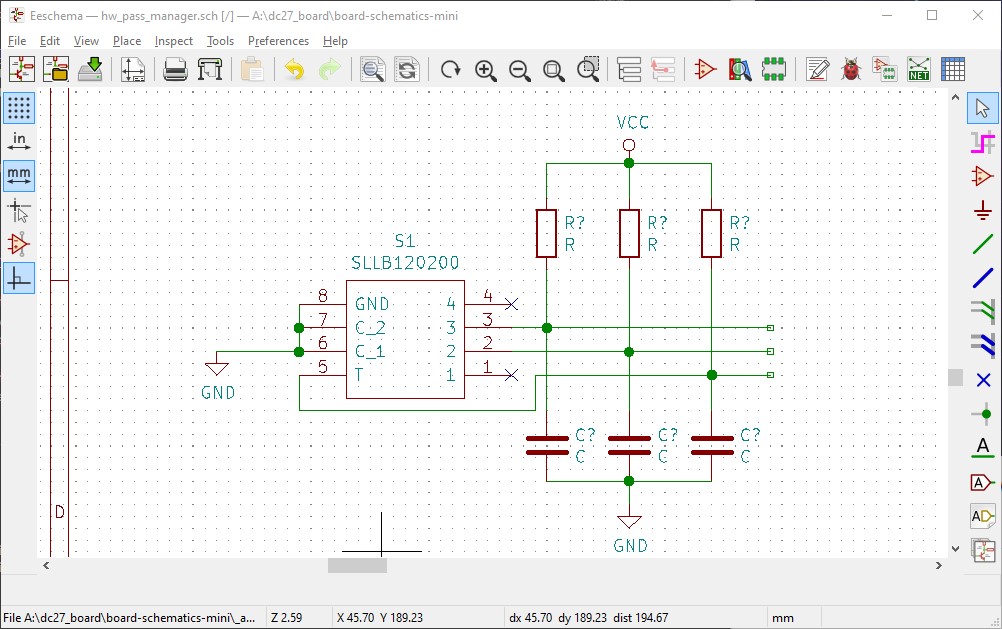 Eeschema — hw_pass_manager.sch [/] — A:\dc27_board\board-schematics-mini
File Edit View Place Inspect Tools Preferences Help
NET
in
mm
VCC
R? R? R?
R R R
S1
SLLB120200
8 GND 4 4
7 C_2 3 3
6 C_1 2 2
5 T 1 1
GND
C? C? C?
C C C
D
GND
A
A
AD
File A:\dc27_board\board-schematics-mini\_a... Z 2.59 X 45.70 Y 189.23 dx 45.70 dy 189.23 dist 194.67 mm